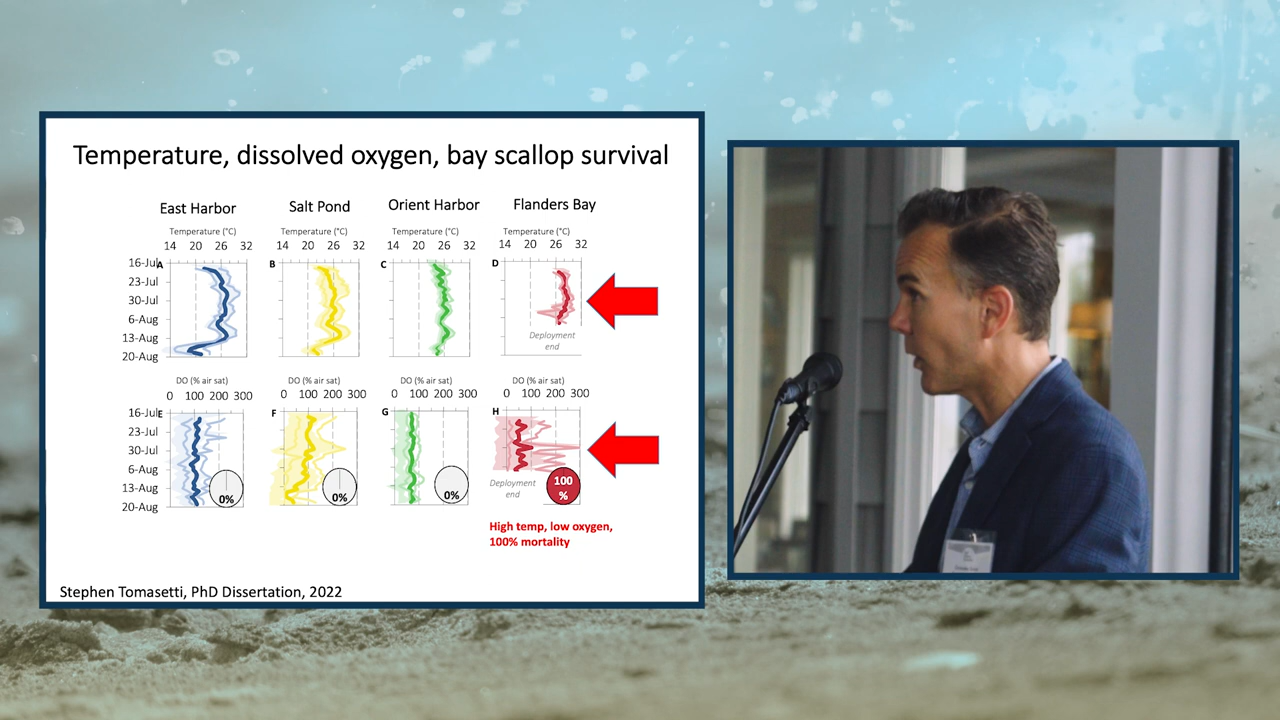 Temperature, dissolved oxygen, bay scallop survival
East Harbor Salt Pond Orient Harbor Flanders Bay
Temperature (°C) Temperature (°C) Temperature (°C) Temperature (°C)
14 20 26 32 14 20 26 32 14 20 26 32 14 20 26 32
16-Jul A B C D
23-Jul
30-Jul
6-Aug
13-Aug Deployment
end
20-Aug
DO (% air sat) DO (% air sat) DO (% air sat) DO (% air sat)
0 100 200 300 0 100 200 300 0 100 200 300 0 100 200 300
16-Jul E F G H
23-Jul
30-Jul
6-Aug
13-Aug 0% 0% 0% Deployment
end 100
%
20-Aug
High temp, low oxygen,
100% mortality
Stephen Tomasetti, PhD Dissertation, 2022